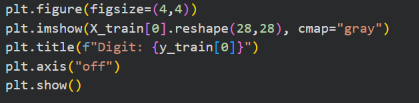 plt.figure(figsize=(4,4))
plt.imshow(X_train[0].reshape(28,28), cmap="gray")
plt.title(f"Digit: {y_train[0]}")
plt.axis("off")
plt.show()